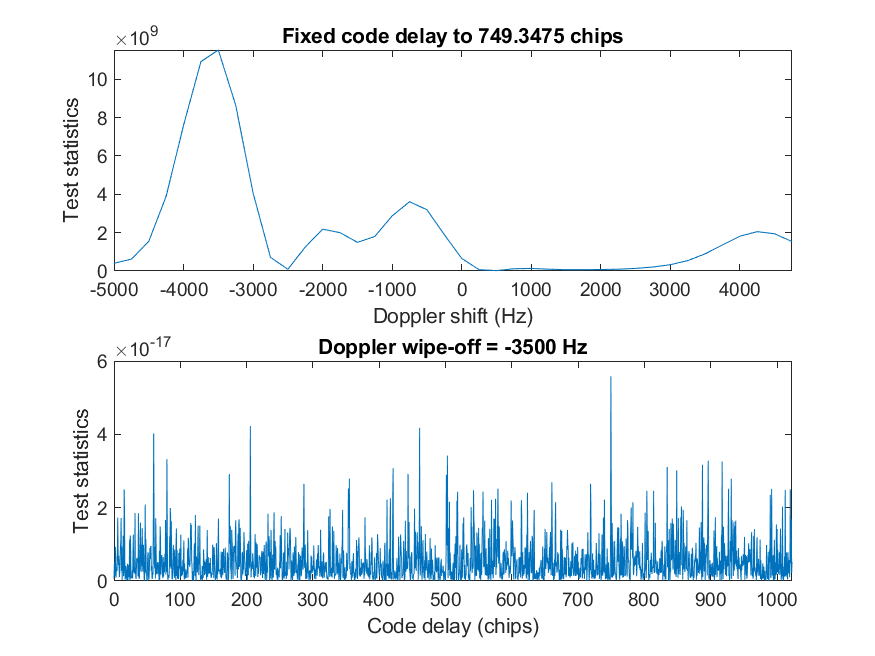 ×10^9
Fixed code delay to 749.3475 chips
Test statistics
10
8
6
4
2
0
-5000 -4000 -3000 -2000 -1000 0 1000 2000 3000 4000
Doppler shift (Hz)
×10^-17
Doppler wipe-off = -3500 Hz
Test statistics
6
4
2
0
0 100 200 300 400 500 600 700 800 900 1000
Code delay (chips)